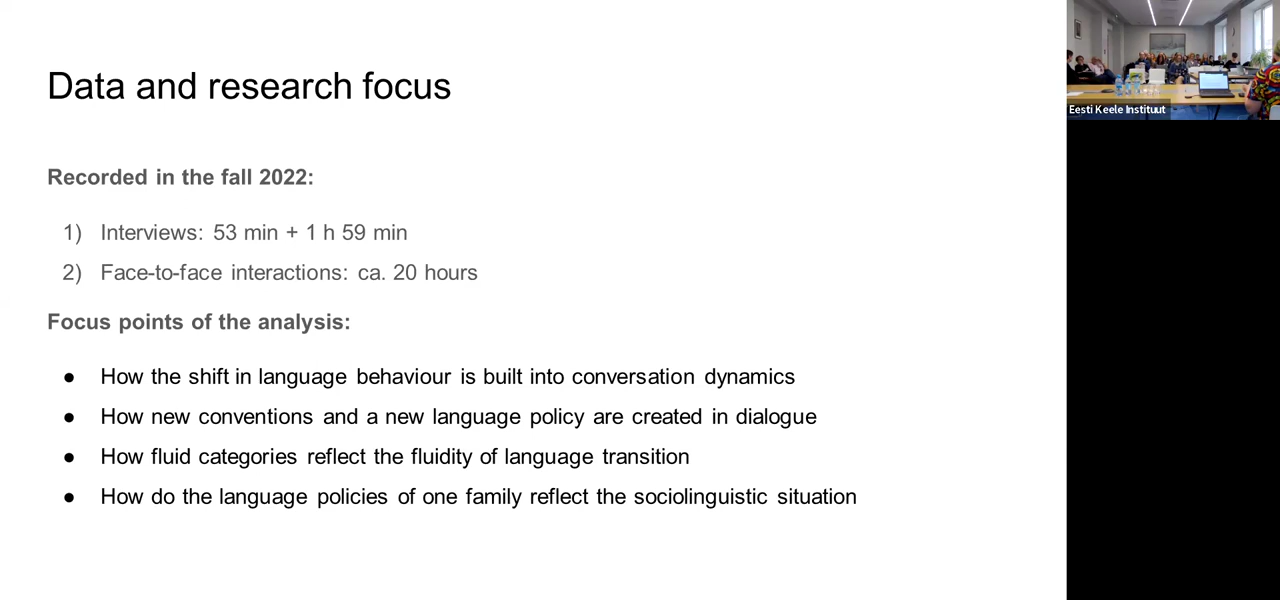 Data and research focus
Recorded in the fall 2022:
1) Interviews: 53 min + 1 h 59 min
2) Face-to-face interactions: ca. 20 hours
Focus points of the analysis:
● How the shift in language behaviour is built into conversation dynamics
● How new conventions and a new language policy are created in dialogue
● How fluid categories reflect the fluidity of language transition
● How do the language policies of one family reflect the sociolinguistic situation
Eesti Keele Instituut